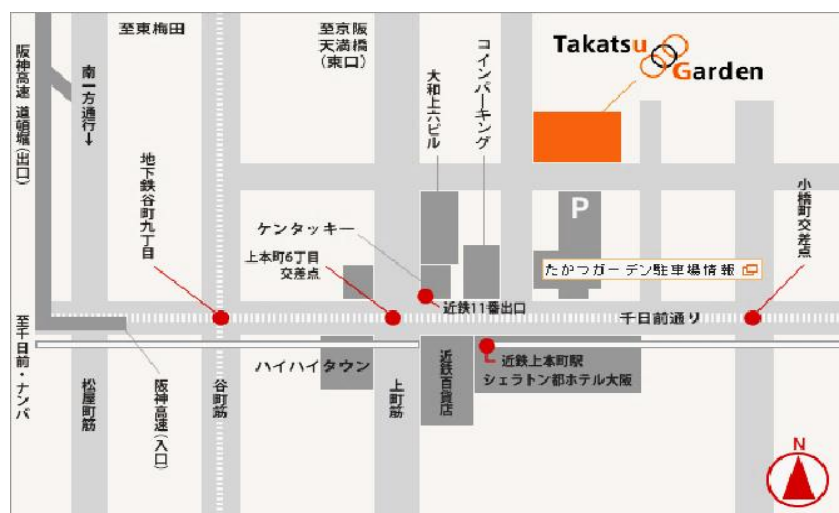 至東梅田
至京阪
天満橋
(東口)
コインパーキング
Takatsu
Garden
阪神高速 道頓堀(出口)
南一方通行→
大和上六ビル
地下鉄谷町九丁目
小橋町交差点
P
ケンタッキー
上本町6丁目
交差点
たかつガーデン駐車場情報
近鉄11番出口
千日前通り
至千日前・ナンバ
松屋町筋
阪神高速(入口)
谷町筋
ハイハイタウン
上町筋
近鉄百貨店
近鉄上本町駅
シェラトン都ホテル大阪
N